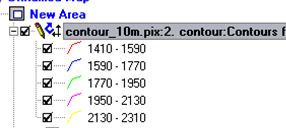 New Area
contour_10m.pix:2. contour:Contours f
1410 - 1590
1590 - 1770
1770 - 1950
1950 - 2130
2130 - 2310